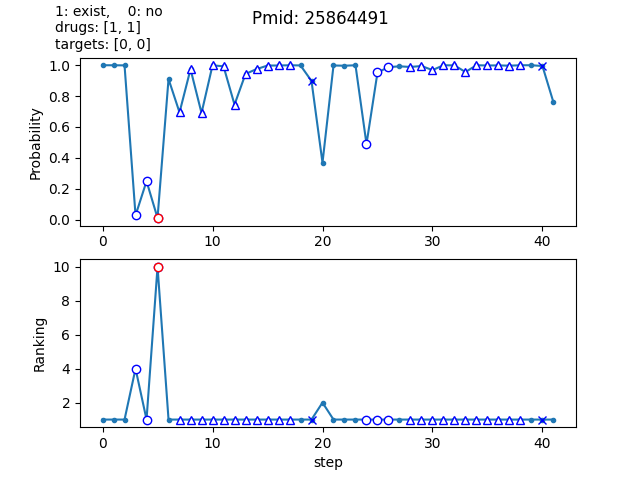 1: exist,    0: no
drugs: [1, 1]
targets: [0, 0]
Pmid: 25864491
1.0
0.8
0.6
0.4
0.2
0.0
Probability
0 10 20 30 40
10
8
6
4
2
Ranking
0 10 20 30 40
step